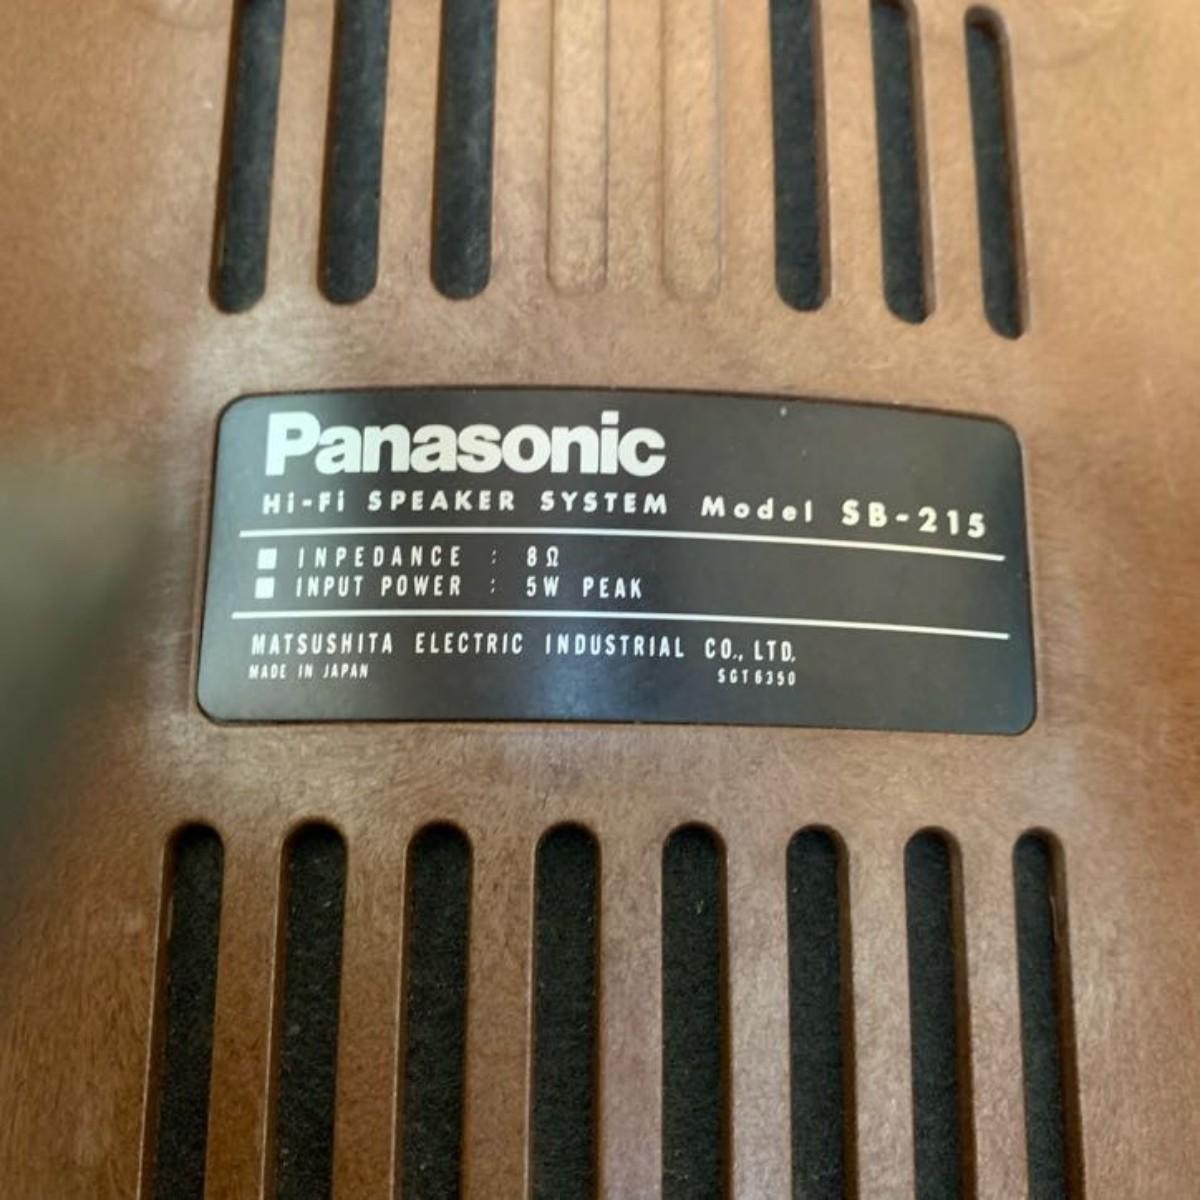 Panasonic
Hi-Fi SPEAKER SYSTEM Model SB-215
■ INPEDANCE : 8Ω
■ INPUT POWER : 5W PEAK
MATSUSHITA ELECTRIC INDUSTRIAL CO., LTD.
MADE IN JAPAN SGT6350